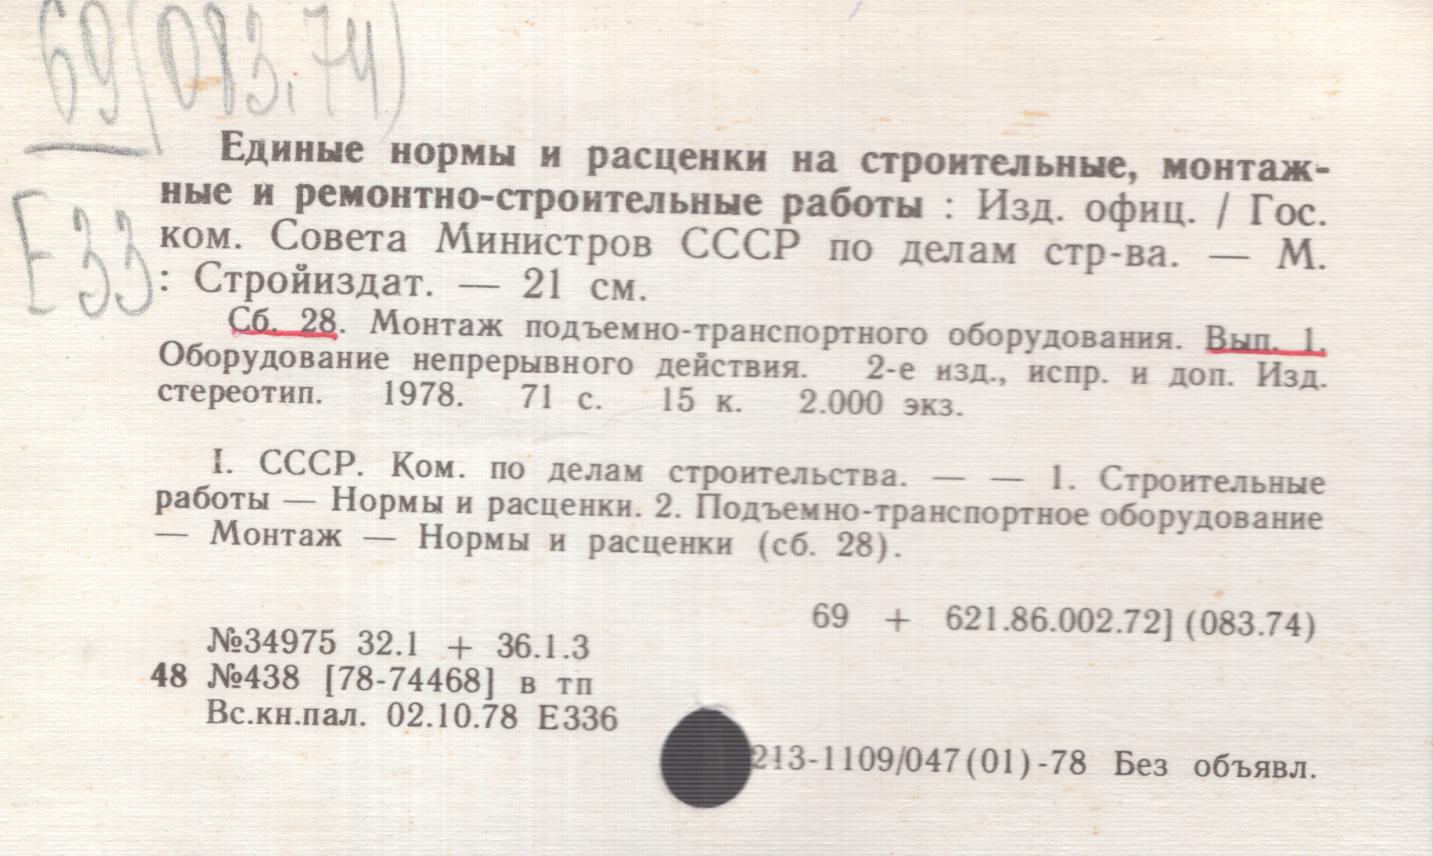 69(083.74)
Е33
Единые нормы и расценки на строительные, монтаж-
ные и ремонтно-строительные работы : Изд. офиц. / Гос.
ком. Совета Министров СССР по делам стр-ва. — М.
: Стройиздат. — 21 см.
Сб. 28. Монтаж подъемно-транспортного оборудования. Вып. 1.
Оборудование непрерывного действия. 2-е изд., испр. и доп. Изд.
стереотип. 1978. 71 с. 15 к. 2.000 экз.
I. СССР. Ком. по делам строительства. — — 1. Строительные
работы — Нормы и расценки. 2. Подъемно-транспортное оборудование
— Монтаж — Нормы и расценки (сб. 28).
69 + 621.86.002.72] (083.74)
№34975 32.1 + 36.1.3
48 №438 [78-74468] в тп
Вс.кн.пал. 02.10.78 Е336
213-1109/047(01)-78 Без объявл.